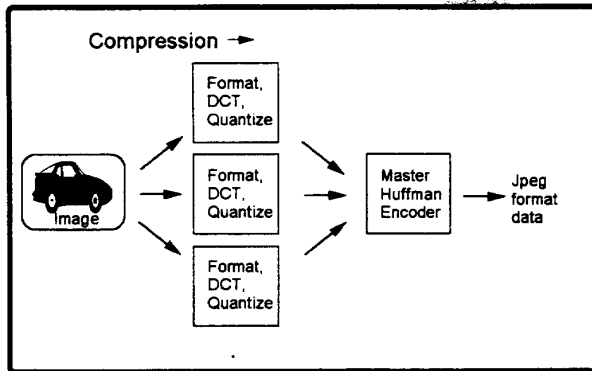 Compression →
Format,
DCT,
Quantize
Image
Format,
DCT,
Quantize
Master
Huffman
Encoder
Jpeg
format
data
Format,
DCT,
Quantize